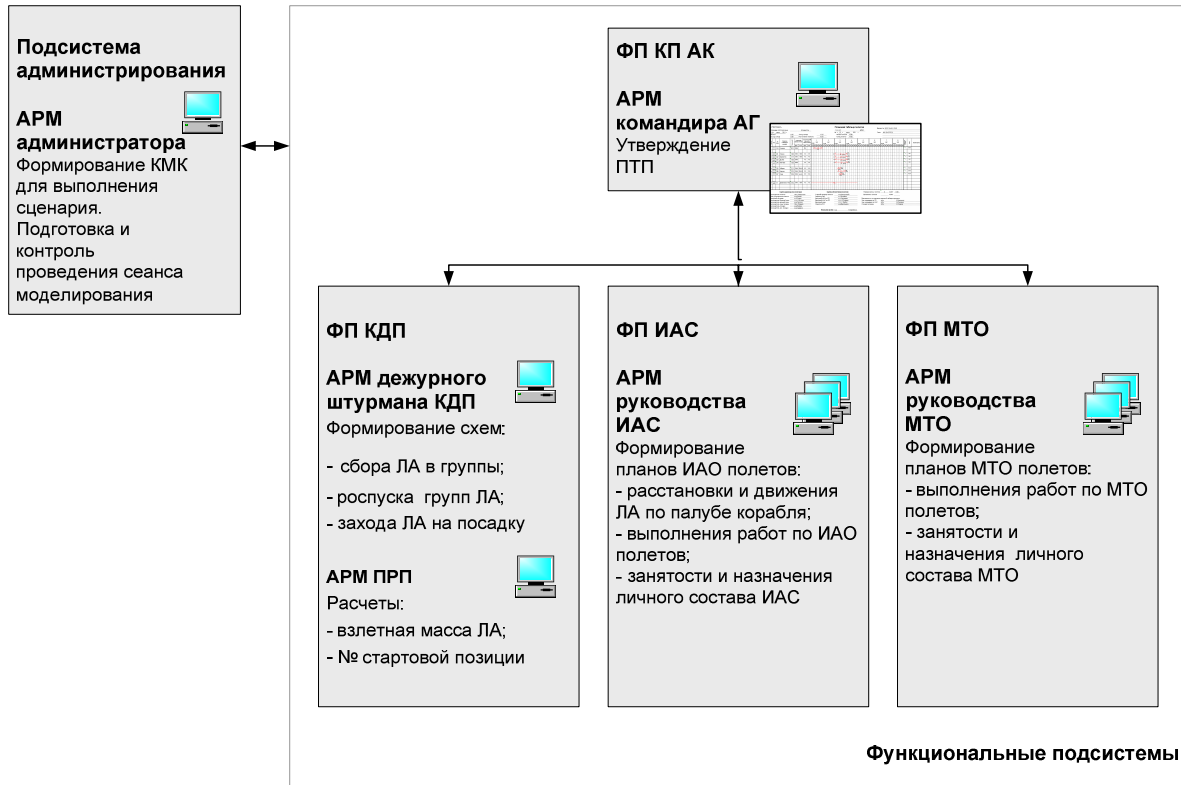 Подсистема
администрирования
АРМ
администратора
Формирование КМК
для выполнения
сценария.
Подготовка и
контроль
проведения сеанса
моделирования
ФП КП АК
АРМ
командира АГ
Утверждение
ПТП
ФП КДП
АРМ дежурного
штурмана КДП
Формирование схем:
- сбора ЛА в группы;
- роспуска групп ЛА;
- захода ЛА на посадку
АРМ ПРП
Расчеты:
- взлетная масса ЛА;
- № стартовой позиции
ФП ИАС
АРМ
руководства
ИАС
Формирование
планов ИАО полетов:
- расстановки и движения
ЛА по палубе корабля;
- выполнения работ по ИАО
полетов;
- занятости и назначения
личного состава ИАС
ФП МТО
АРМ
руководства
МТО
Формирование
планов МТО полетов:
- выполнения работ по МТО
полетов;
- занятости и
назначения личного
состава МТО
Функциональные подсистемы